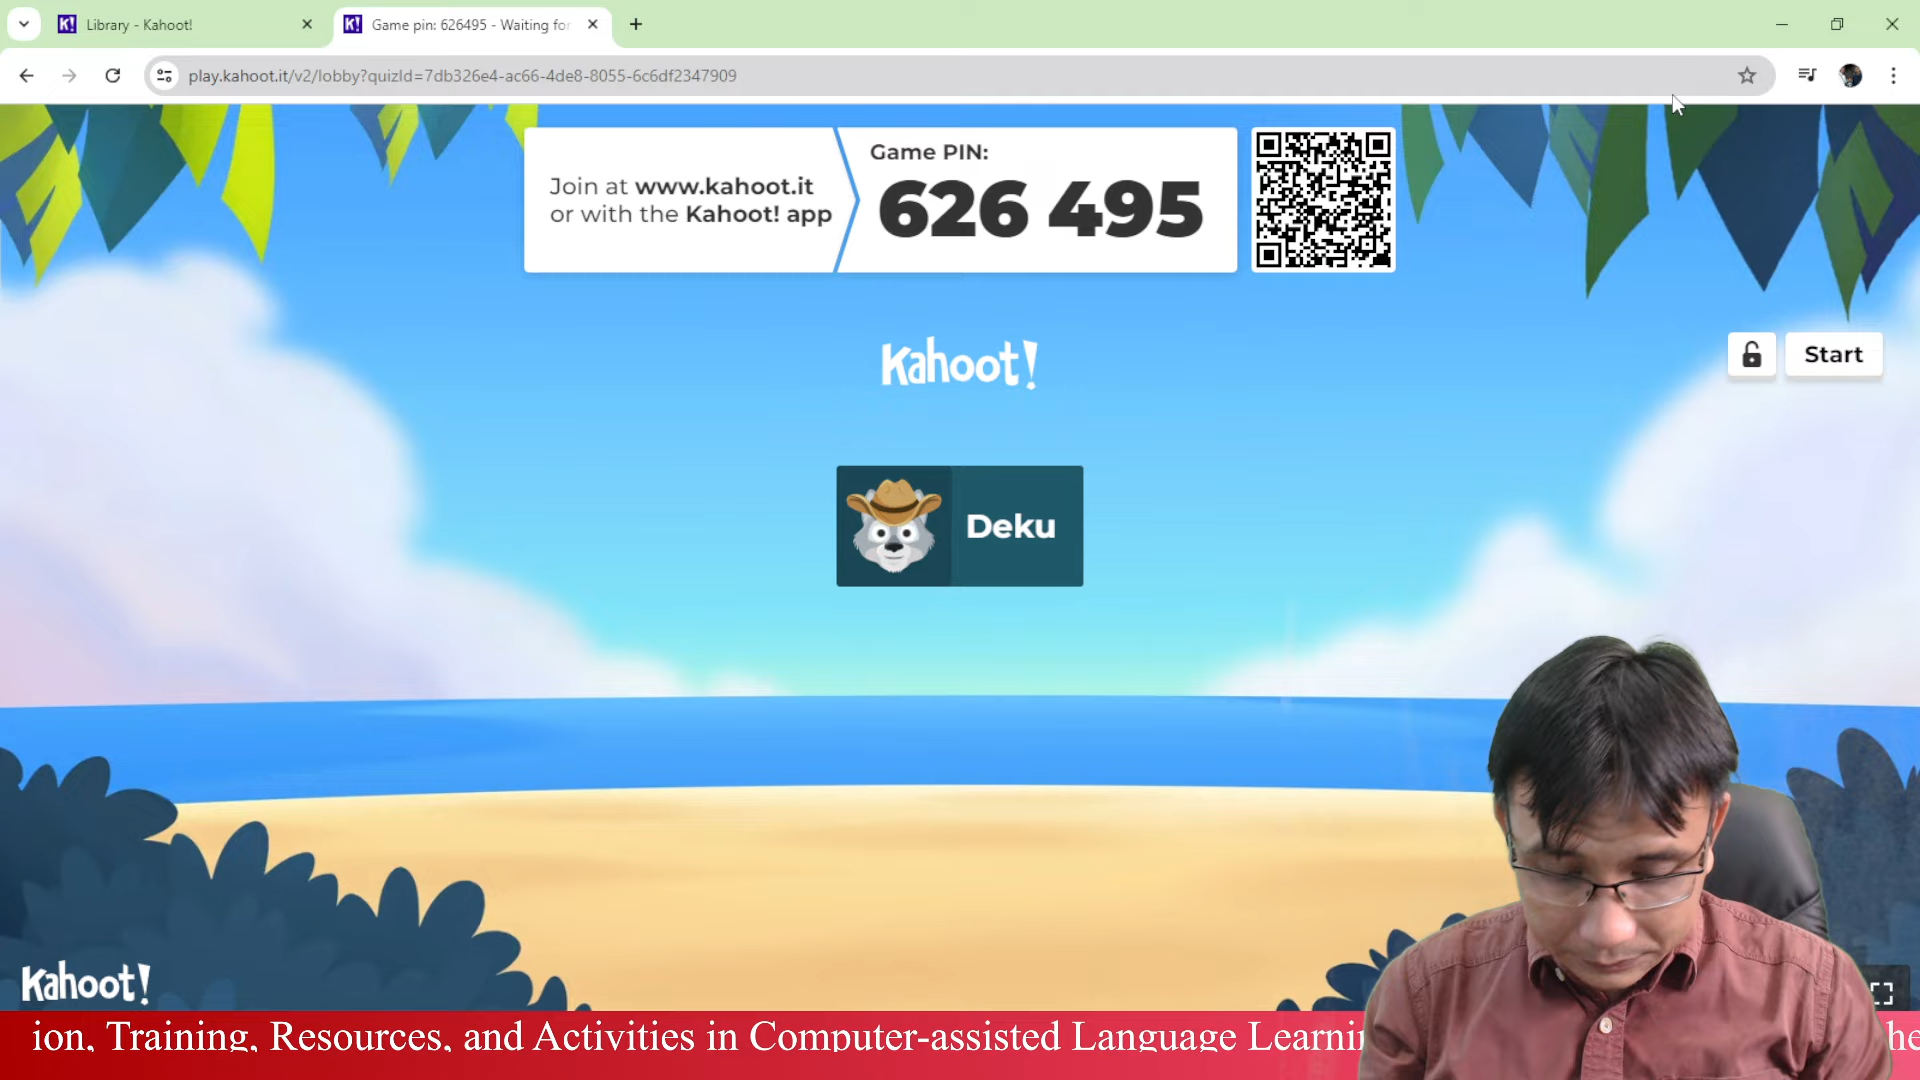 Library - Kahoot!
Game pin: 626495 - Waiting for
play.kahoot.it/v2/lobby?quizId=7db326e4-ac66-4de8-8055-6c6df2347909
Join at www.kahoot.it
or with the Kahoot! app
Game PIN:
626 495
Kahoot!
Start
Deku
Kahoot!
ion, Training, Resources, and Activities in Computer-assisted Language Learnin
he